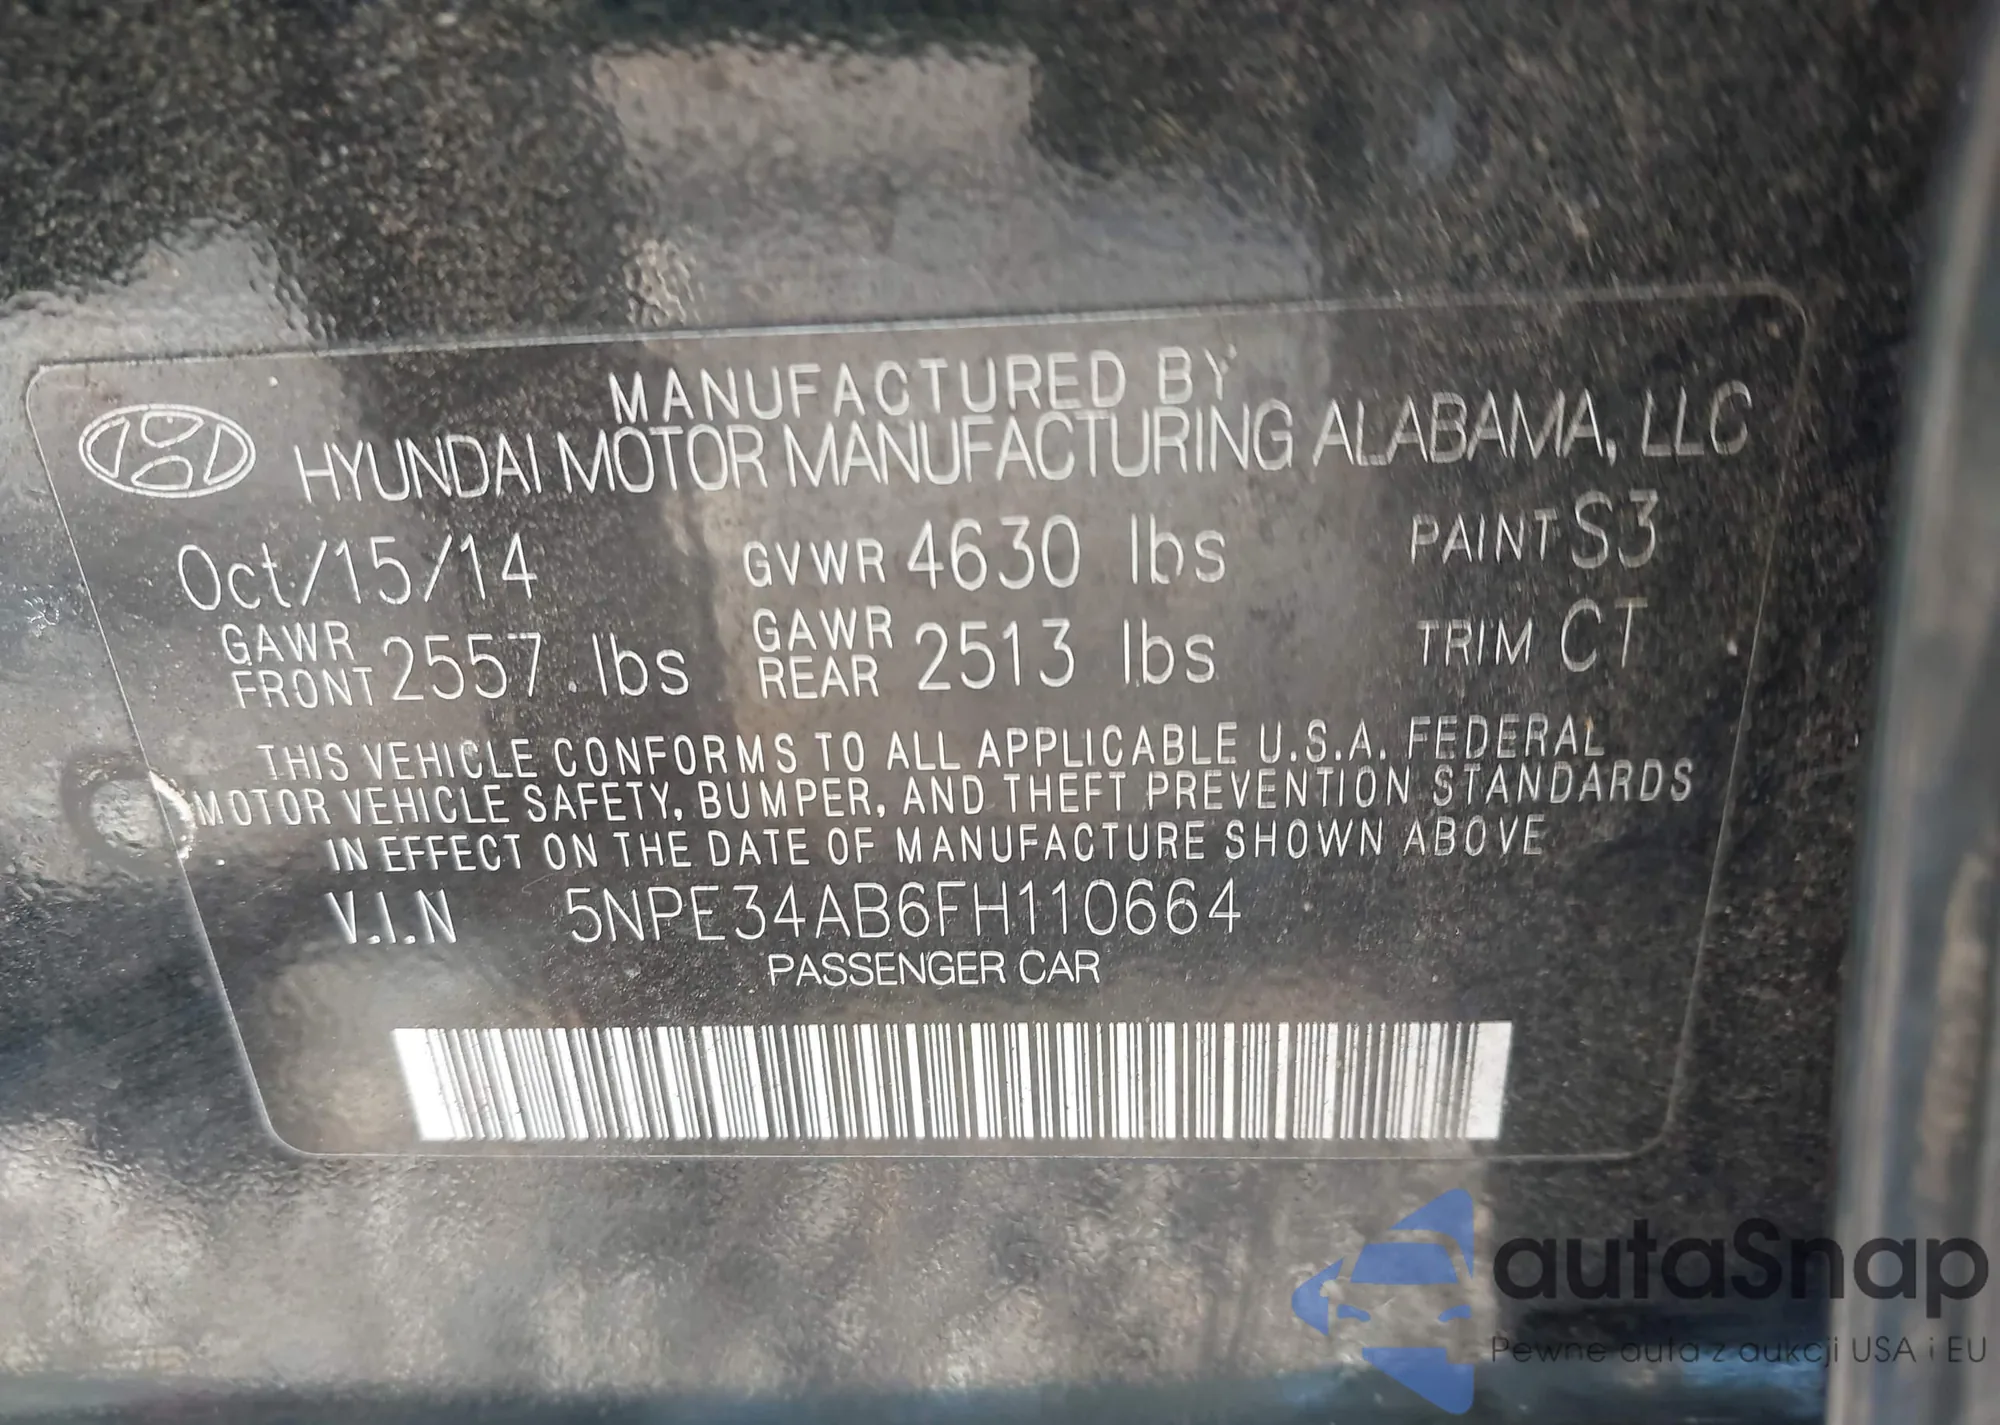 MANUFACTURED BY
HYUNDAI MOTOR MANUFACTURING ALABAMA, LLC
Oct/15/14 GVWR 4630 lbs PAINT S3
GAWR FRONT 2557 lbs GAWR REAR 2513 lbs TRIM CT
THIS VEHICLE CONFORMS TO ALL APPLICABLE U.S.A. FEDERAL
MOTOR VEHICLE SAFETY, BUMPER, AND THEFT PREVENTION STANDARDS
IN EFFECT ON THE DATE OF MANUFACTURE SHOWN ABOVE
V.I.N 5NPE34AB6FH110664
PASSENGER CAR
autaSnap
Pewne auta z aukcji USA i EU